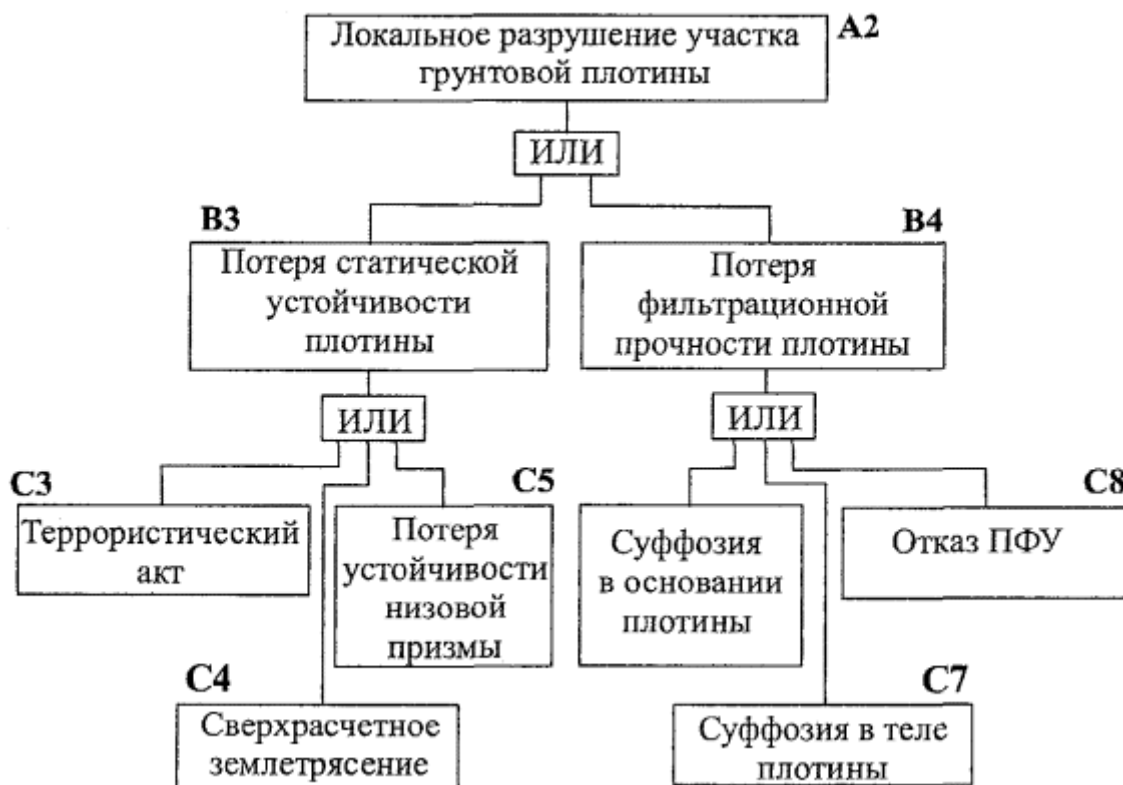 A2
Локальное разрушение участка
грунтовой плотины
ИЛИ
B3
Потеря статической
устойчивости
плотины
B4
Потеря
фильтрационной
прочности плотины
ИЛИ
ИЛИ
C3
Террористический
акт
C5
Потеря
устойчивости
низовой
призмы
Суффозия
в основании
плотины
C8
Отказ ПФУ
C4
Сверхрасчетное
землетрясение
C7
Суффозия в теле
плотины